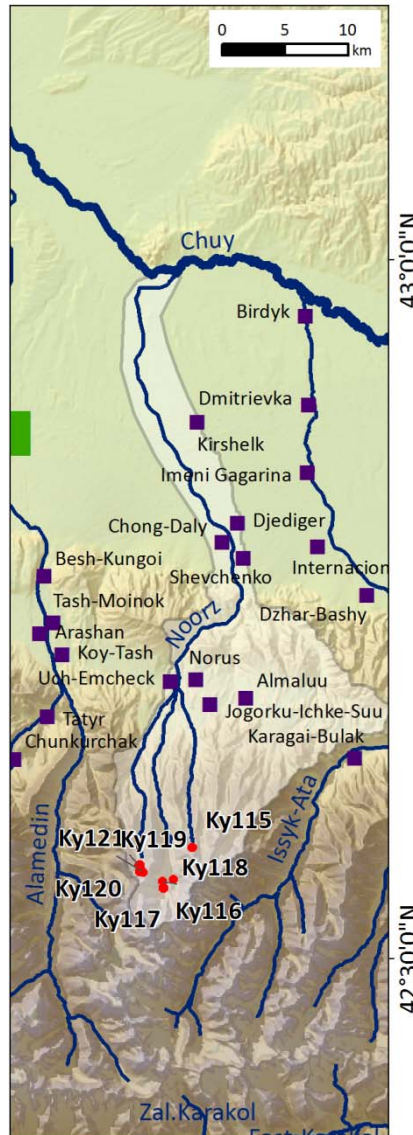 0 5 10
km
Chuy
43°0'0"N
Birdyk
Dmitrievka
Kirshelk
Imeni Gagarina
Chong-Daly
Djediger
Internacion
Besh-Kungoi
Shevchenko
Dzhar-Bashy
Tash-Moinok
Noorz
Arashan
Koy-Tash
Norus
Uch-Emcheck
Almaluu
Jogorku-Ichke-Suu
Tatyr
Karagai-Bulak
Chunkurchak
Ky115
Ky121
Ky119
Issyk-Ata
Ky118
Ky120
Alamedin
Ky117
Ky116
42°30'0"N
Zal.Karakol